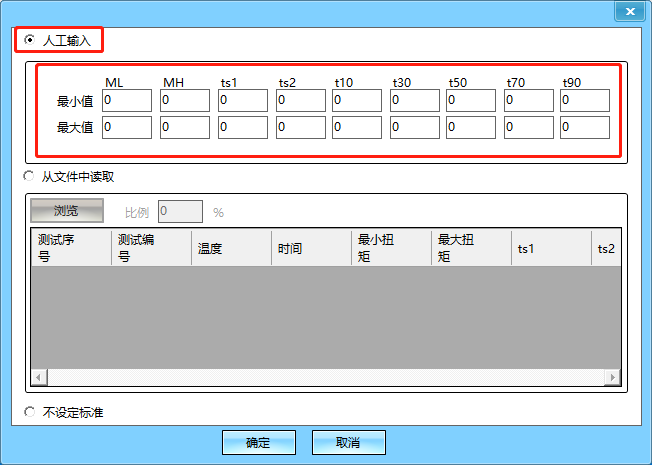 人工输入
ML MH ts1 ts2 t10 t30 t50 t70 t90
最小值 0 0 0 0 0 0 0 0 0
最大值 0 0 0 0 0 0 0 0 0
从文件中读取
浏览 比例 0 %
测试序号 测试编号 温度 时间 最小扭矩 最大扭矩 ts1 ts2
不设定标准
确定 取消